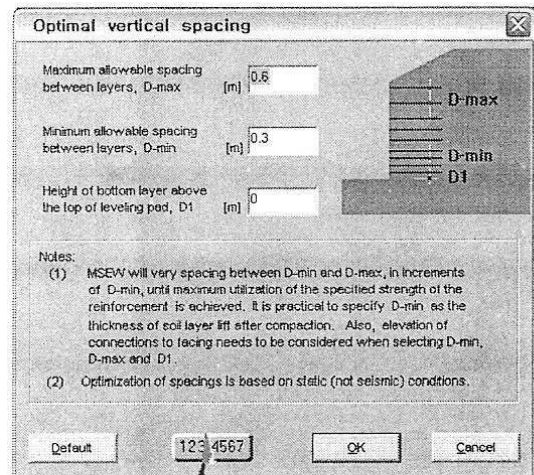 Optimal vertical spacing
Maximum allowable spacing
between layers, D-max [m] 0.6
Minimum allowable spacing
between layers, D-min [m] 0.3
Height of bottom layer above
the top of leveling pad, D1 [m] 0
D-max
D-min
D1
Notes:
(1) MSEW will vary spacing between D-min and D-max, in increments
of D-min, until maximum utilization of the specified strength of the
reinforcement is achieved. It is practical to specify D-min as the
thickness of soil layer lift after compaction. Also, elevation of
connections to facing needs to be considered when selecting D-min,
D-max and D1.
(2) Optimization of spacings is based on static (not seismic) conditions.
Default 1234567 OK Cancel